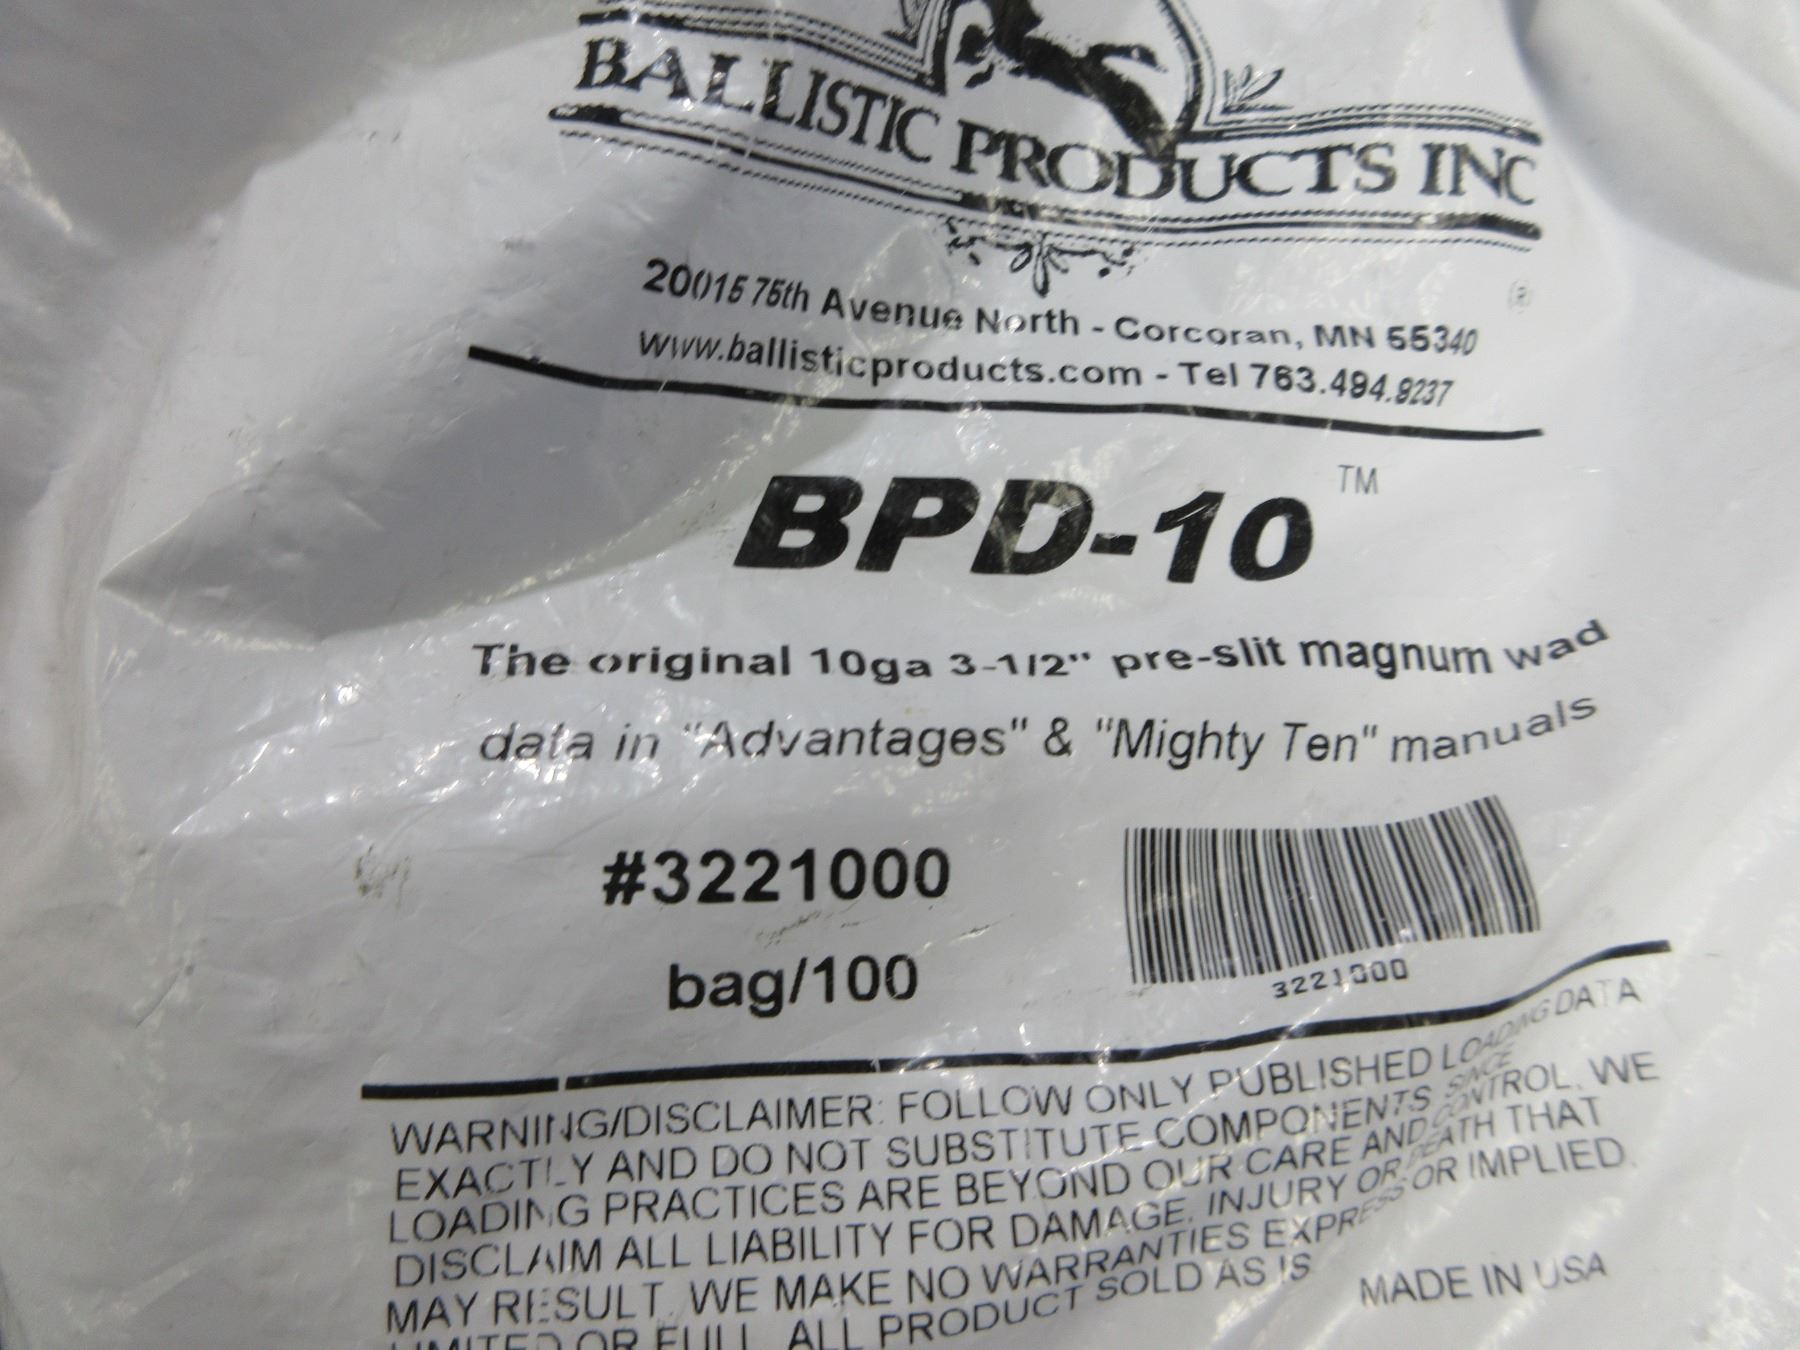 BALLISTIC PRODUCTS INC
®
20015 75th Avenue North - Corcoran, MN 55340
www.ballisticproducts.com - Tel 763.494.9237
BPD-10™
The original 10ga 3-1/2" pre-slit magnum wad
data in "Advantages" & "Mighty Ten" manuals
#3221000
bag/100
3221000
WARNING/DISCLAIMER: FOLLOW ONLY PUBLISHED LOADING DATA
EXACTLY AND DO NOT SUBSTITUTE COMPONENTS SINCE
LOADING PRACTICES ARE BEYOND OUR CARE AND CONTROL. WE
DISCLAIM ALL LIABILITY FOR DAMAGE, INJURY OR DEATH THAT
MAY RESULT. WE MAKE NO WARRANTIES EXPRESS OR IMPLIED,
LIMITED OR FULL. ALL PRODUCT SOLD AS IS
MADE IN USA